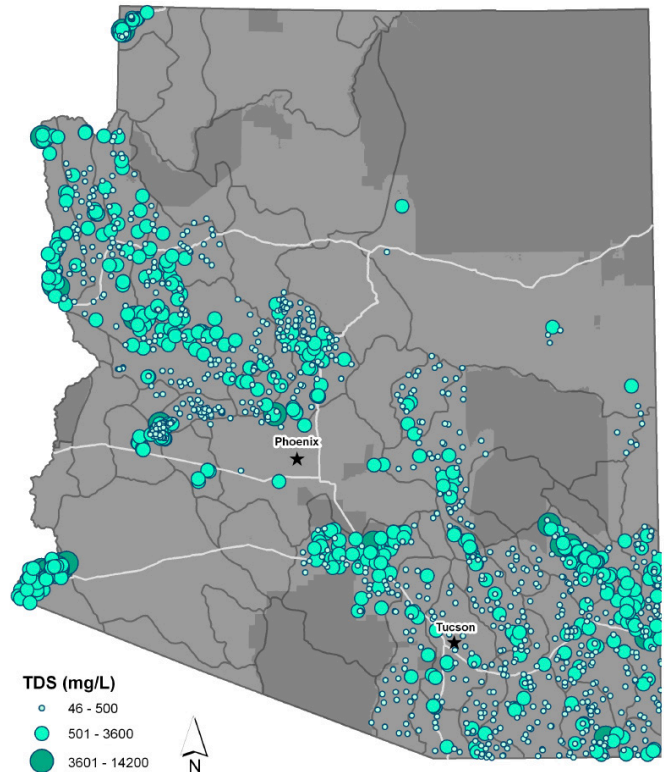 Phoenix
Tucson
TDS (mg/L)
46 - 500
501 - 3600
3601 - 14200
N